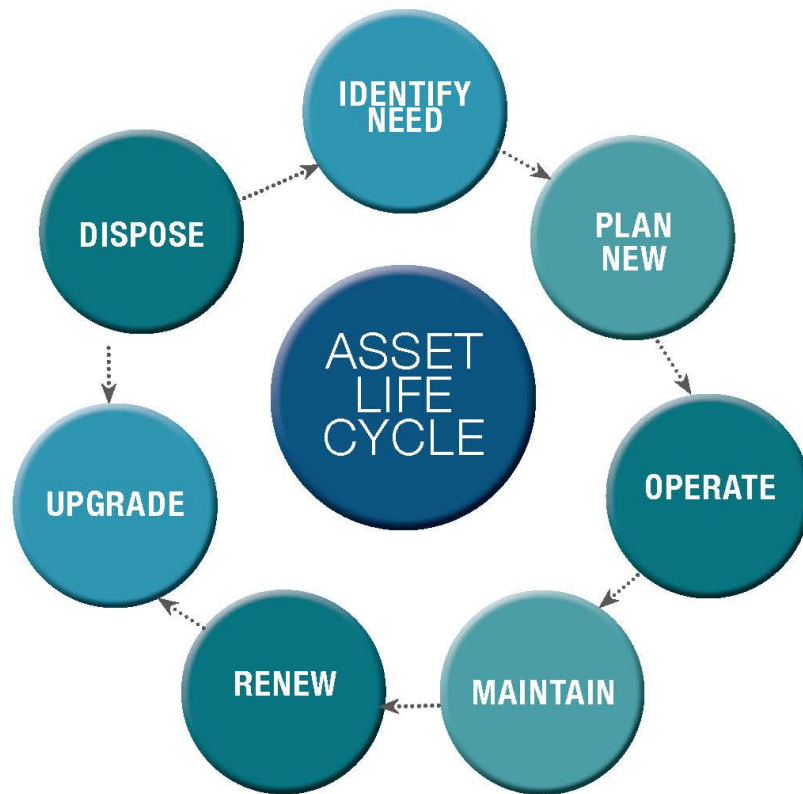 IDENTIFY
NEED
PLAN
NEW
OPERATE
MAINTAIN
RENEW
UPGRADE
DISPOSE
ASSET
LIFE
CYCLE